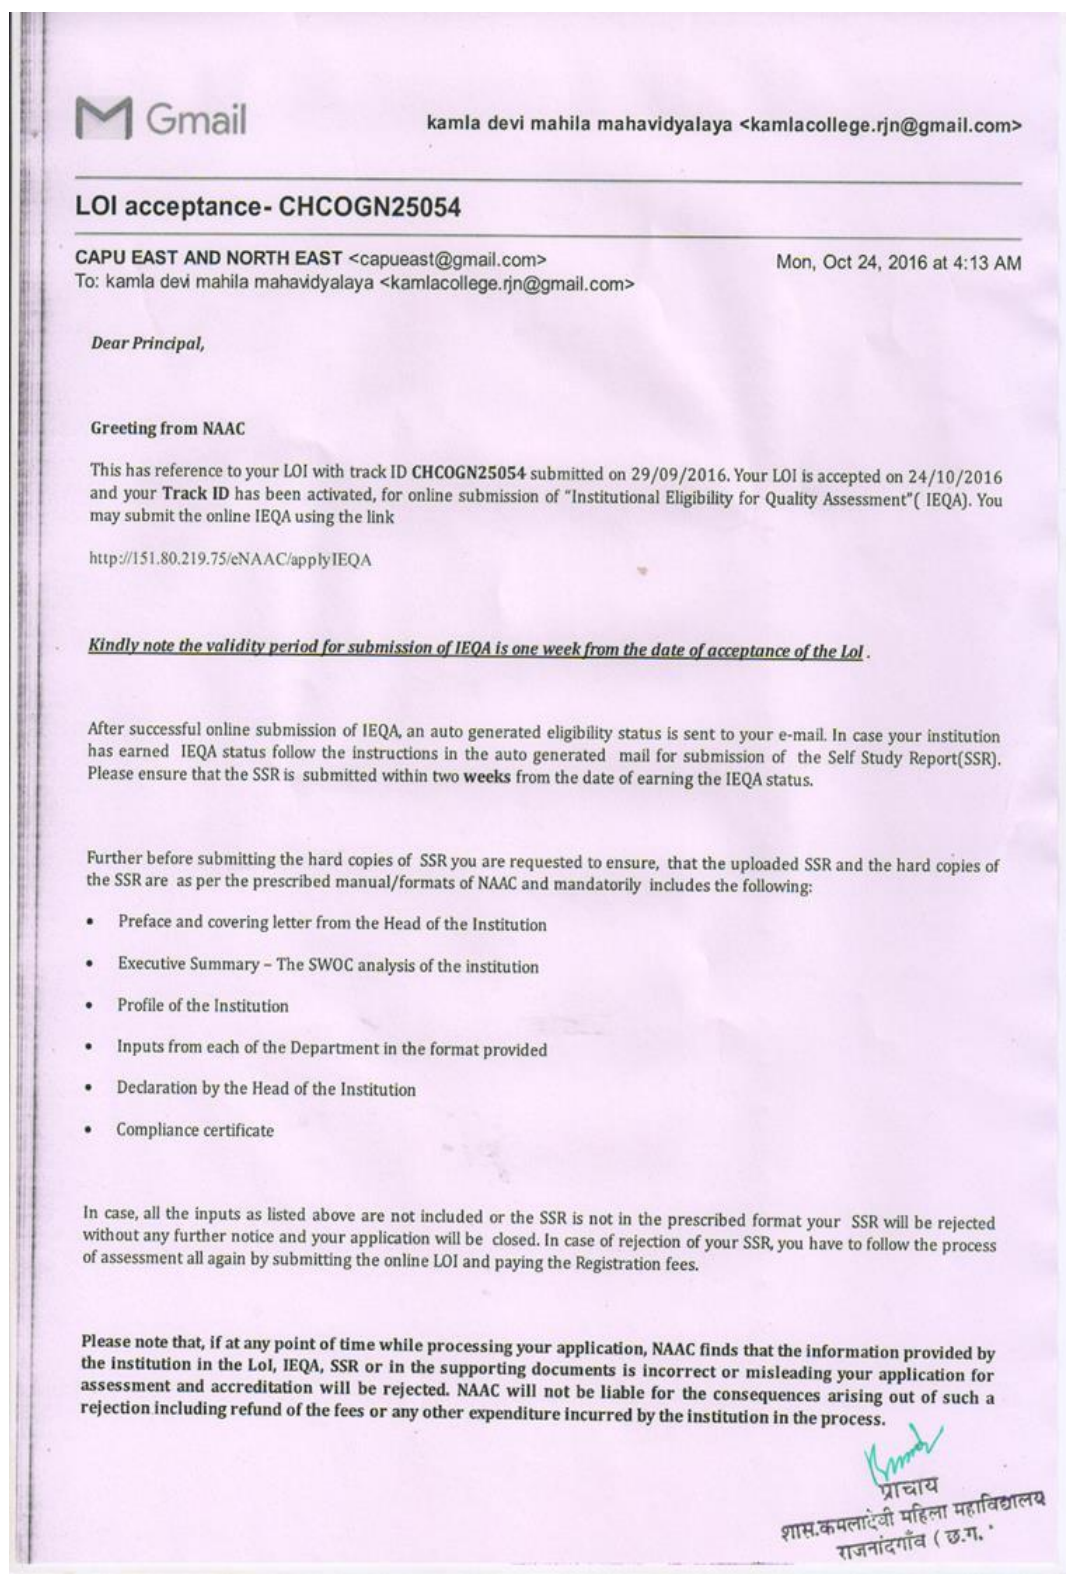 Gmail
kamla devi mahila mahavidyalaya <kamlacollege.rjn@gmail.com>
LOI acceptance- CHCOGN25054
CAPU EAST AND NORTH EAST <capueast@gmail.com>
Mon, Oct 24, 2016 at 4:13 AM
To: kamla devi mahila mahavidyalaya <kamlacollege.rjn@gmail.com>
Dear Principal,
Greeting from NAAC
This has reference to your LOI with track ID CHCOGN25054 submitted on 29/09/2016. Your LOI is accepted on 24/10/2016
and your Track ID has been activated, for online submission of “Institutional Eligibility for Quality Assessment”( IEQA). You
may submit the online IEQA using the link
http://151.80.219.75/eNAAC/applyIEQA
Kindly note the validity period for submission of IEQA is one week from the date of acceptance of the LoI .
After successful online submission of IEQA, an auto generated eligibility status is sent to your e-mail. In case your institution
has earned IEQA status follow the instructions in the auto generated mail for submission of the Self Study Report(SSR).
Please ensure that the SSR is submitted within two weeks from the date of earning the IEQA status.
Further before submitting the hard copies of SSR you are requested to ensure, that the uploaded SSR and the hard copies of
the SSR are as per the prescribed manual/formats of NAAC and mandatorily includes the following:
• Preface and covering letter from the Head of the Institution
• Executive Summary – The SWOC analysis of the institution
• Profile of the Institution
• Inputs from each of the Department in the format provided
• Declaration by the Head of the Institution
• Compliance certificate
In case, all the inputs as listed above are not included or the SSR is not in the prescribed format your SSR will be rejected
without any further notice and your application will be closed. In case of rejection of your SSR, you have to follow the process
of assessment all again by submitting the online LOI and paying the Registration fees.
Please note that, if at any point of time while processing your application, NAAC finds that the information provided by
the institution in the LoI, IEQA, SSR or in the supporting documents is incorrect or misleading your application for
assessment and accreditation will be rejected. NAAC will not be liable for the consequences arising out of such a
rejection including refund of the fees or any other expenditure incurred by the institution in the process.
प्राचार्य
शास.कमलादेवी महिला महाविद्यालय
राजनांदगाँव ( छ.ग.